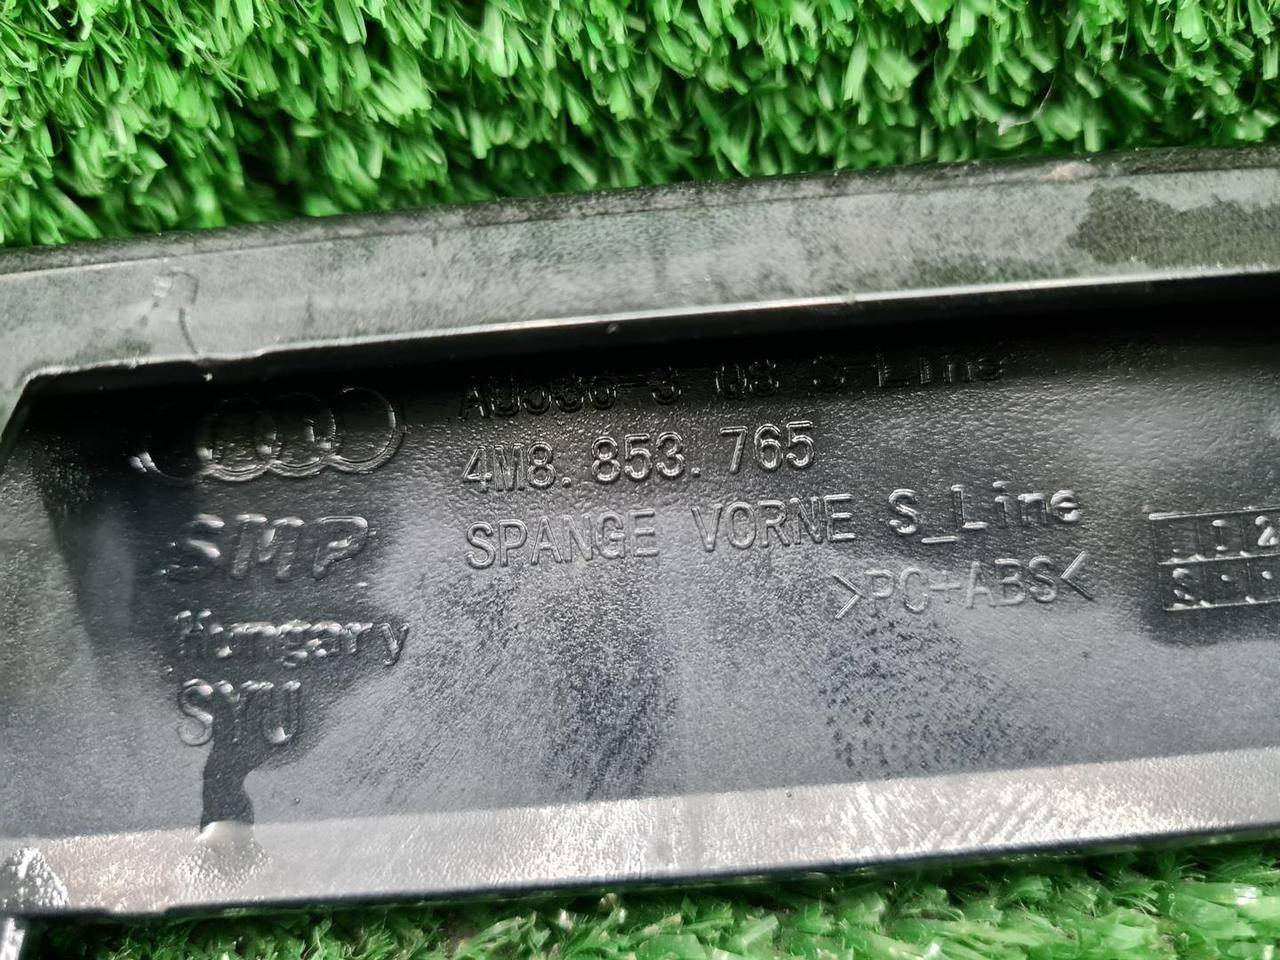 AU536-3 Q8 S-Line
4M8. 853. 765
SPANGE VORNE S_Line
>PC+ABS<
SMP
Hungary
SYU